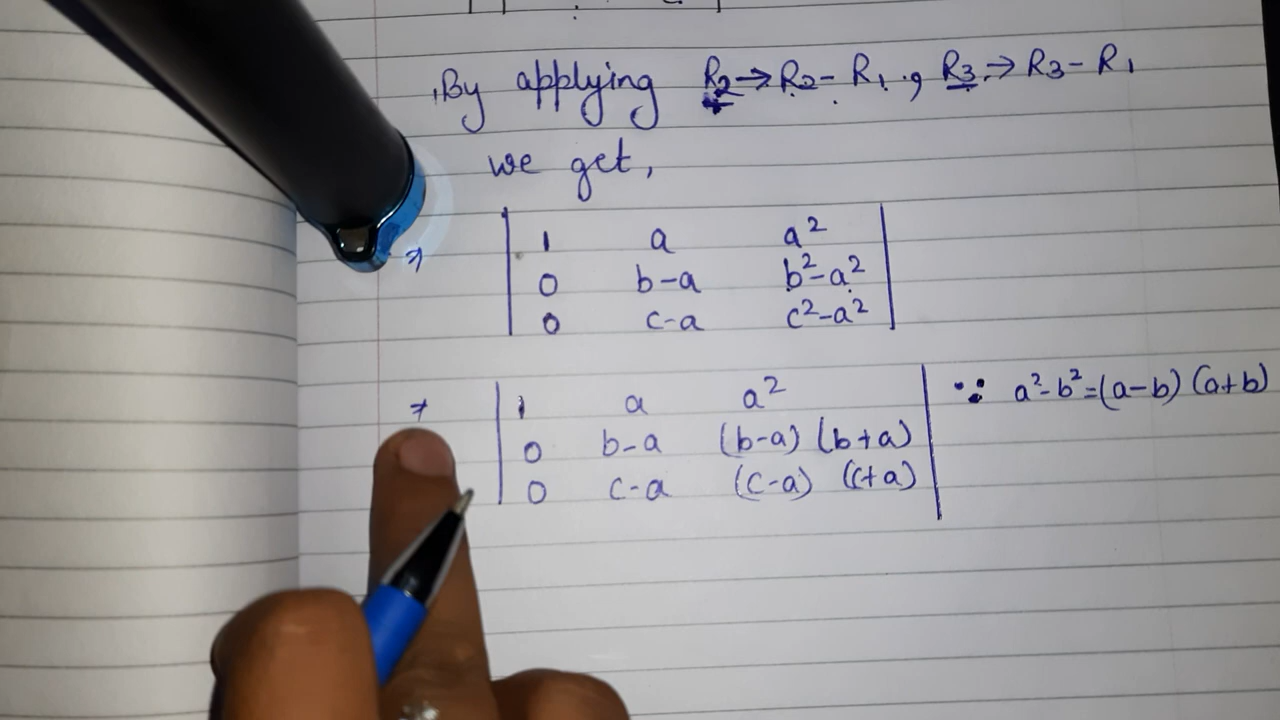 By applying R2 → R2 - R1 , R3 → R3 - R1
we get,
⇒ | 1 a a² |
| 0 b-a b²-a² |
| 0 c-a c²-a² |
⇒ | 1 a a² | ∵ a²-b²=(a-b) (a+b)
| 0 b-a (b-a) (b+a) |
| 0 c-a (c-a) (c+a) |